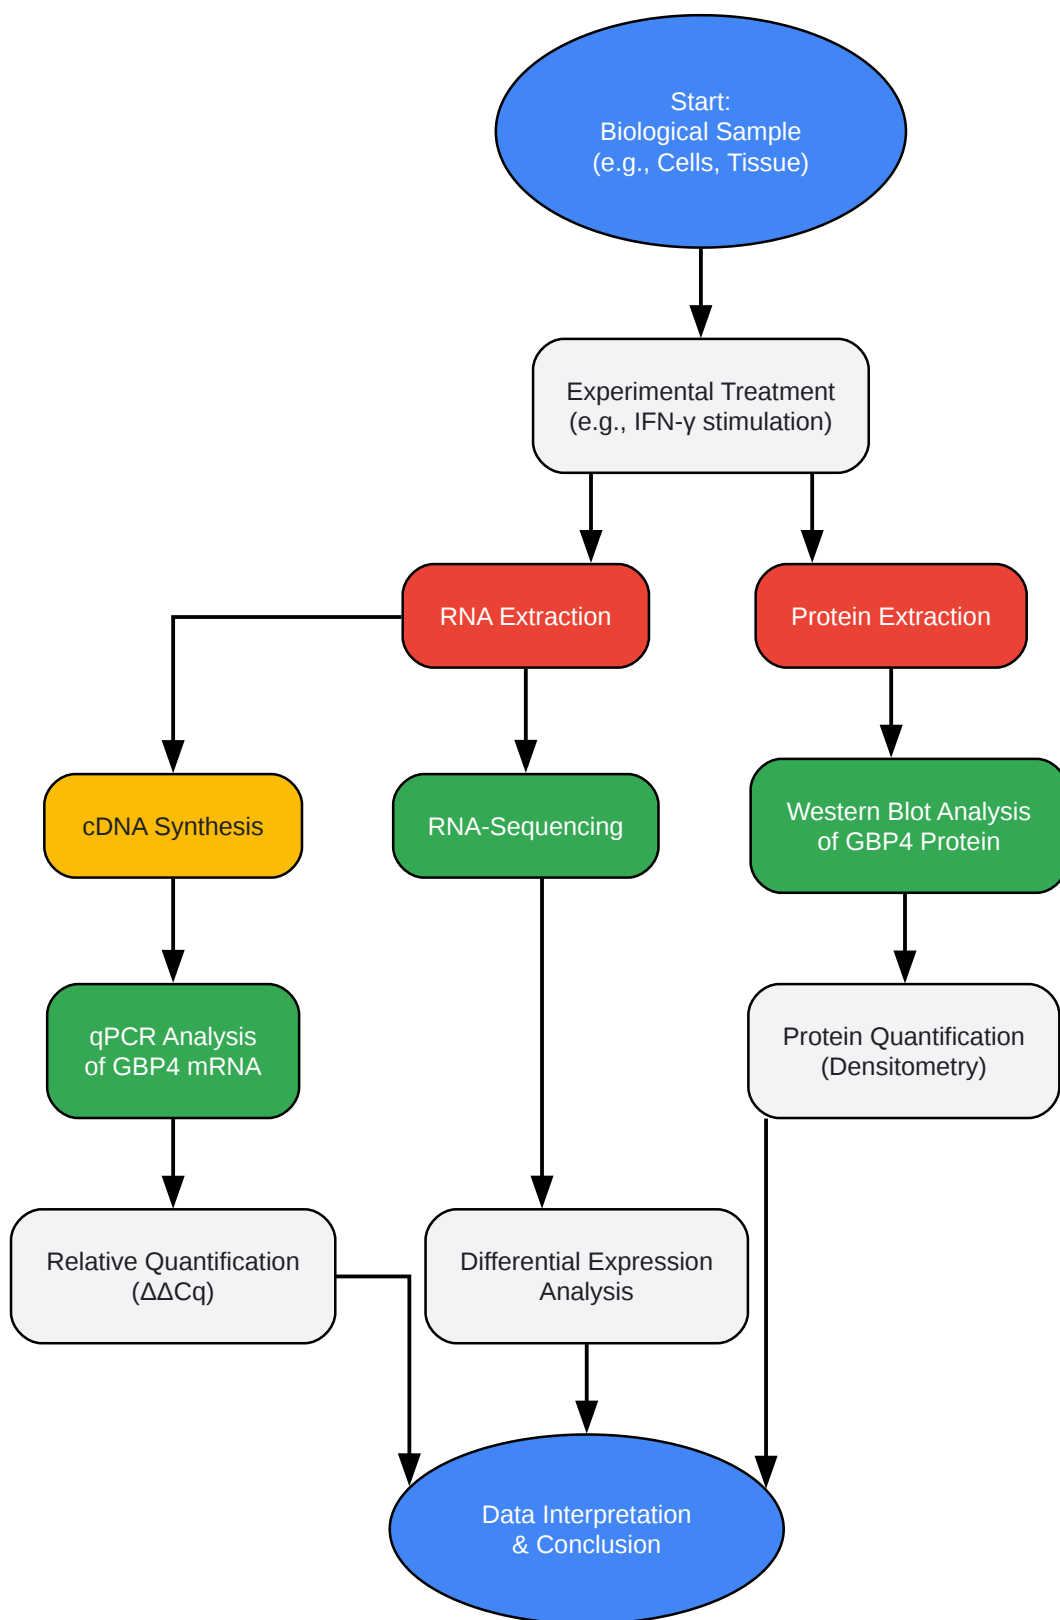 Start:
Biological Sample
(e.g., Cells, Tissue)
Experimental Treatment
(e.g., IFN-γ stimulation)
RNA Extraction
Protein Extraction
cDNA Synthesis
RNA-Sequencing
Western Blot Analysis
of GBP4 Protein
qPCR Analysis
of GBP4 mRNA
Protein Quantification
(Densitometry)
Relative Quantification
(ΔΔCq)
Differential Expression
Analysis
Data Interpretation
& Conclusion